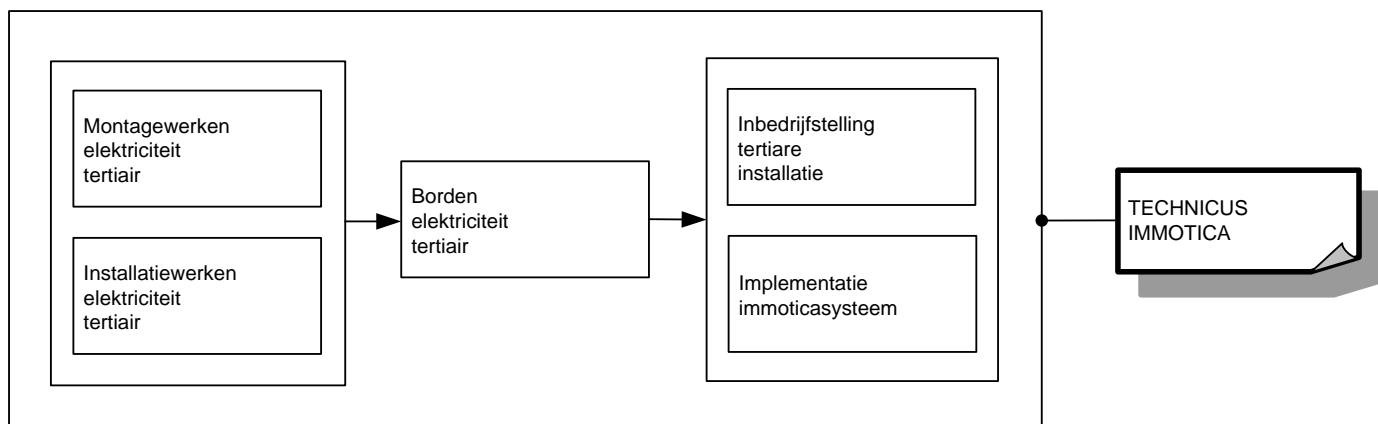 Montagewerken
elektriciteit
tertiair
Installatiewerken
elektriciteit
tertiair
Borden
elektriciteit
tertiair
Inbedrijfstelling
tertiare
installatie
Implementatie
immoticasysteem
TECHNICUS
IMMOTICA